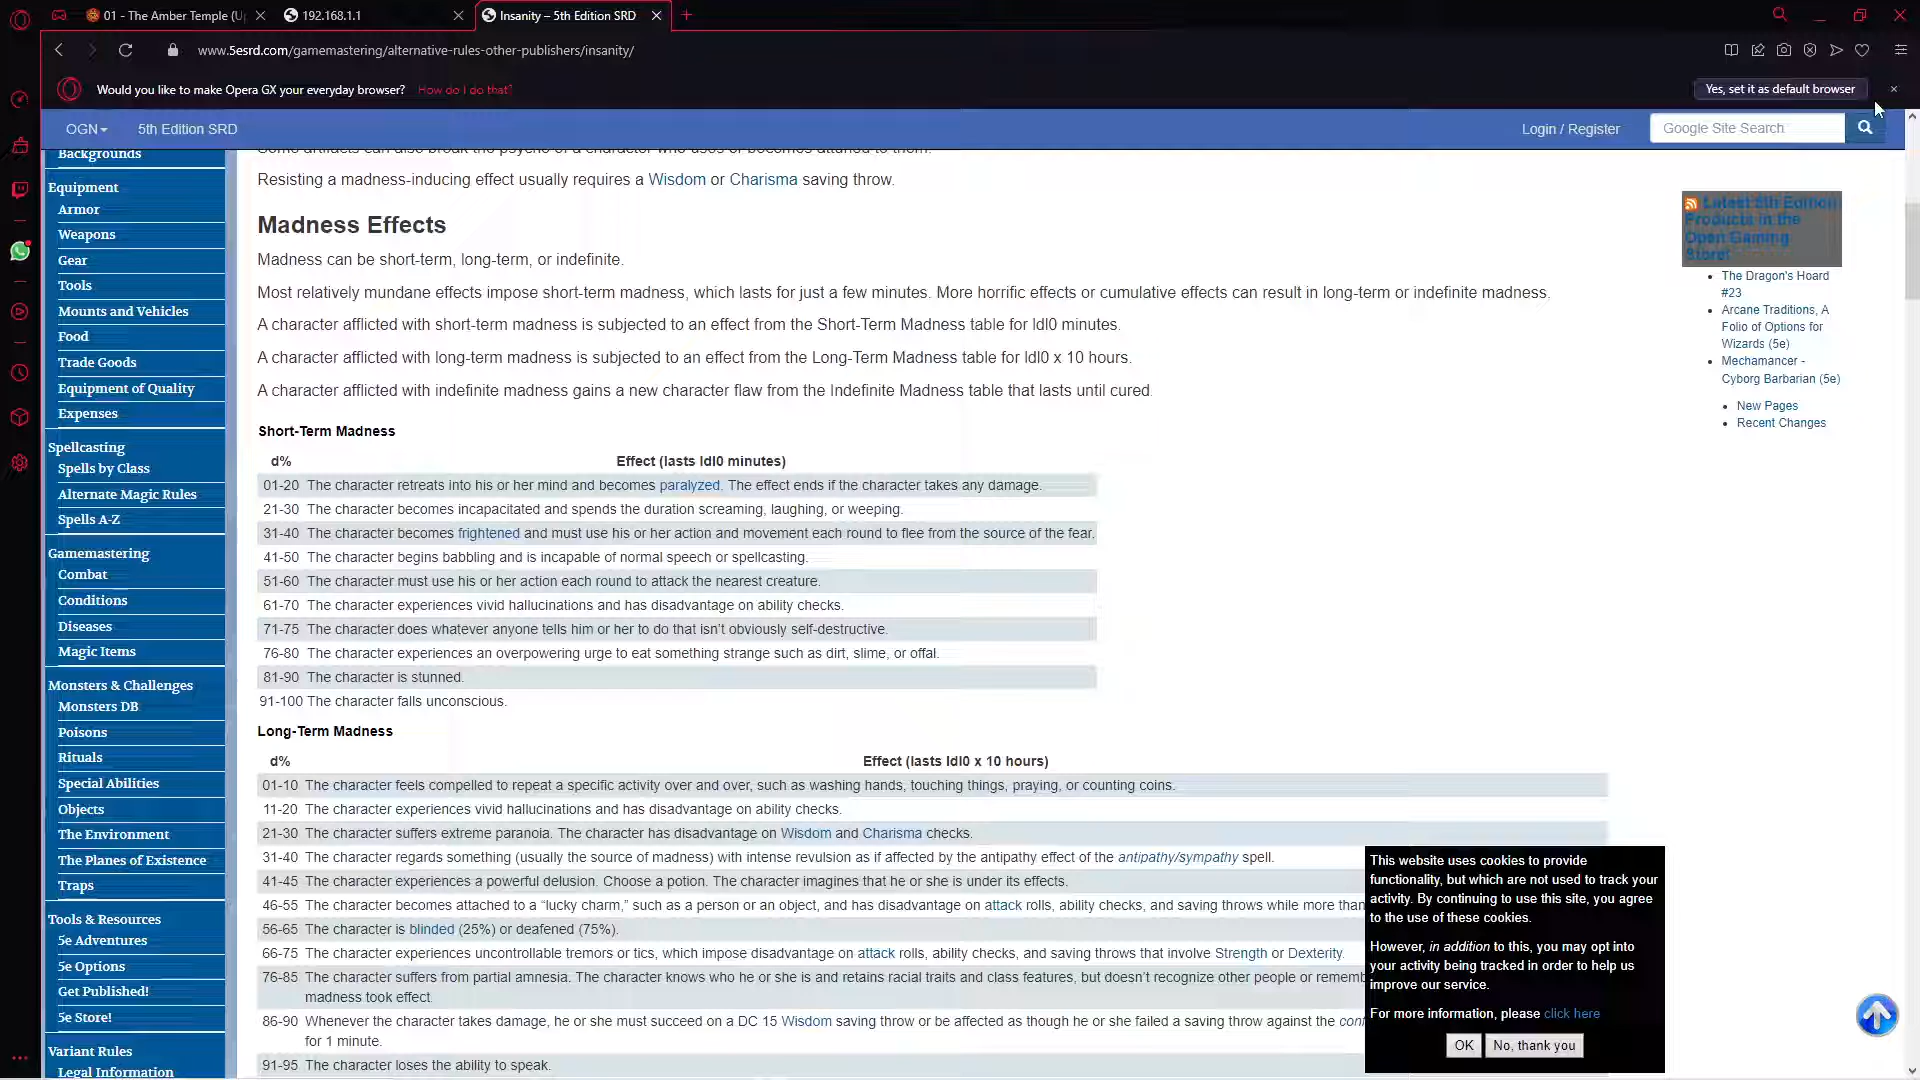 01 - The Amber Temple (U
192.168.1.1
Insanity – 5th Edition SRD
www.5esrd.com/gamemastering/alternative-rules-other-publishers/insanity/
Would you like to make Opera GX your everyday browser? How do I do that?
Yes, set it as default browser
OGN
5th Edition SRD
Login / Register
Google Site Search
Backgrounds
Equipment
Armor
Weapons
Gear
Tools
Mounts and Vehicles
Food
Trade Goods
Equipment of Quality
Expenses
Spellcasting
Spells by Class
Alternate Magic Rules
Spells A-Z
Gamemastering
Combat
Conditions
Diseases
Magic Items
Monsters & Challenges
Monsters DB
Poisons
Rituals
Special Abilities
Objects
The Environment
The Planes of Existence
Traps
Tools & Resources
5e Adventures
5e Options
Get Published!
5e Store!
Variant Rules
Legal Information
Some artifacts can also break the psyche of a character who uses or becomes attuned to them.
Resisting a madness-inducing effect usually requires a Wisdom or Charisma saving throw.
Madness Effects
Madness can be short-term, long-term, or indefinite.
Most relatively mundane effects impose short-term madness, which lasts for just a few minutes. More horrific effects or cumulative effects can result in long-term or indefinite madness.
A character afflicted with short-term madness is subjected to an effect from the Short-Term Madness table for ldl0 minutes.
A character afflicted with long-term madness is subjected to an effect from the Long-Term Madness table for ldl0 x 10 hours.
A character afflicted with indefinite madness gains a new character flaw from the Indefinite Madness table that lasts until cured.
Short-Term Madness
d% Effect (lasts ldl0 minutes)
01-20 The character retreats into his or her mind and becomes paralyzed. The effect ends if the character takes any damage.
21-30 The character becomes incapacitated and spends the duration screaming, laughing, or weeping.
31-40 The character becomes frightened and must use his or her action and movement each round to flee from the source of the fear.
41-50 The character begins babbling and is incapable of normal speech or spellcasting.
51-60 The character must use his or her action each round to attack the nearest creature.
61-70 The character experiences vivid hallucinations and has disadvantage on ability checks.
71-75 The character does whatever anyone tells him or her to do that isn't obviously self-destructive.
76-80 The character experiences an overpowering urge to eat something strange such as dirt, slime, or offal.
81-90 The character is stunned.
91-100 The character falls unconscious.
Long-Term Madness
d% Effect (lasts ldl0 x 10 hours)
01-10 The character feels compelled to repeat a specific activity over and over, such as washing hands, touching things, praying, or counting coins.
11-20 The character experiences vivid hallucinations and has disadvantage on ability checks.
21-30 The character suffers extreme paranoia. The character has disadvantage on Wisdom and Charisma checks.
31-40 The character regards something (usually the source of madness) with intense revulsion as if affected by the antipathy effect of the antipathy/sympathy spell.
41-45 The character experiences a powerful delusion. Choose a potion. The character imagines that he or she is under its effects.
46-55 The character becomes attached to a “lucky charm,” such as a person or an object, and has disadvantage on attack rolls, ability checks, and saving throws while more than
56-65 The character is blinded (25%) or deafened (75%).
66-75 The character experiences uncontrollable tremors or tics, which impose disadvantage on attack rolls, ability checks, and saving throws that involve Strength or Dexterity.
76-85 The character suffers from partial amnesia. The character knows who he or she is and retains racial traits and class features, but doesn't recognize other people or rememb
madness took effect.
86-90 Whenever the character takes damage, he or she must succeed on a DC 15 Wisdom saving throw or be affected as though he or she failed a saving throw against the conf
for 1 minute.
91-95 The character loses the ability to speak.
Latest 5th Edition
Products in the
Open Gaming
Store!
The Dragon's Hoard
#23
Arcane Traditions, A
Folio of Options for
Wizards (5e)
Mechamancer -
Cyborg Barbarian (5e)
New Pages
Recent Changes
This website uses cookies to provide
functionality, but which are not used to track your
activity. By continuing to use this site, you agree
to the use of these cookies.
However, in addition to this, you may opt into
your activity being tracked in order to help us
improve our service.
For more information, please click here
OK
No, thank you